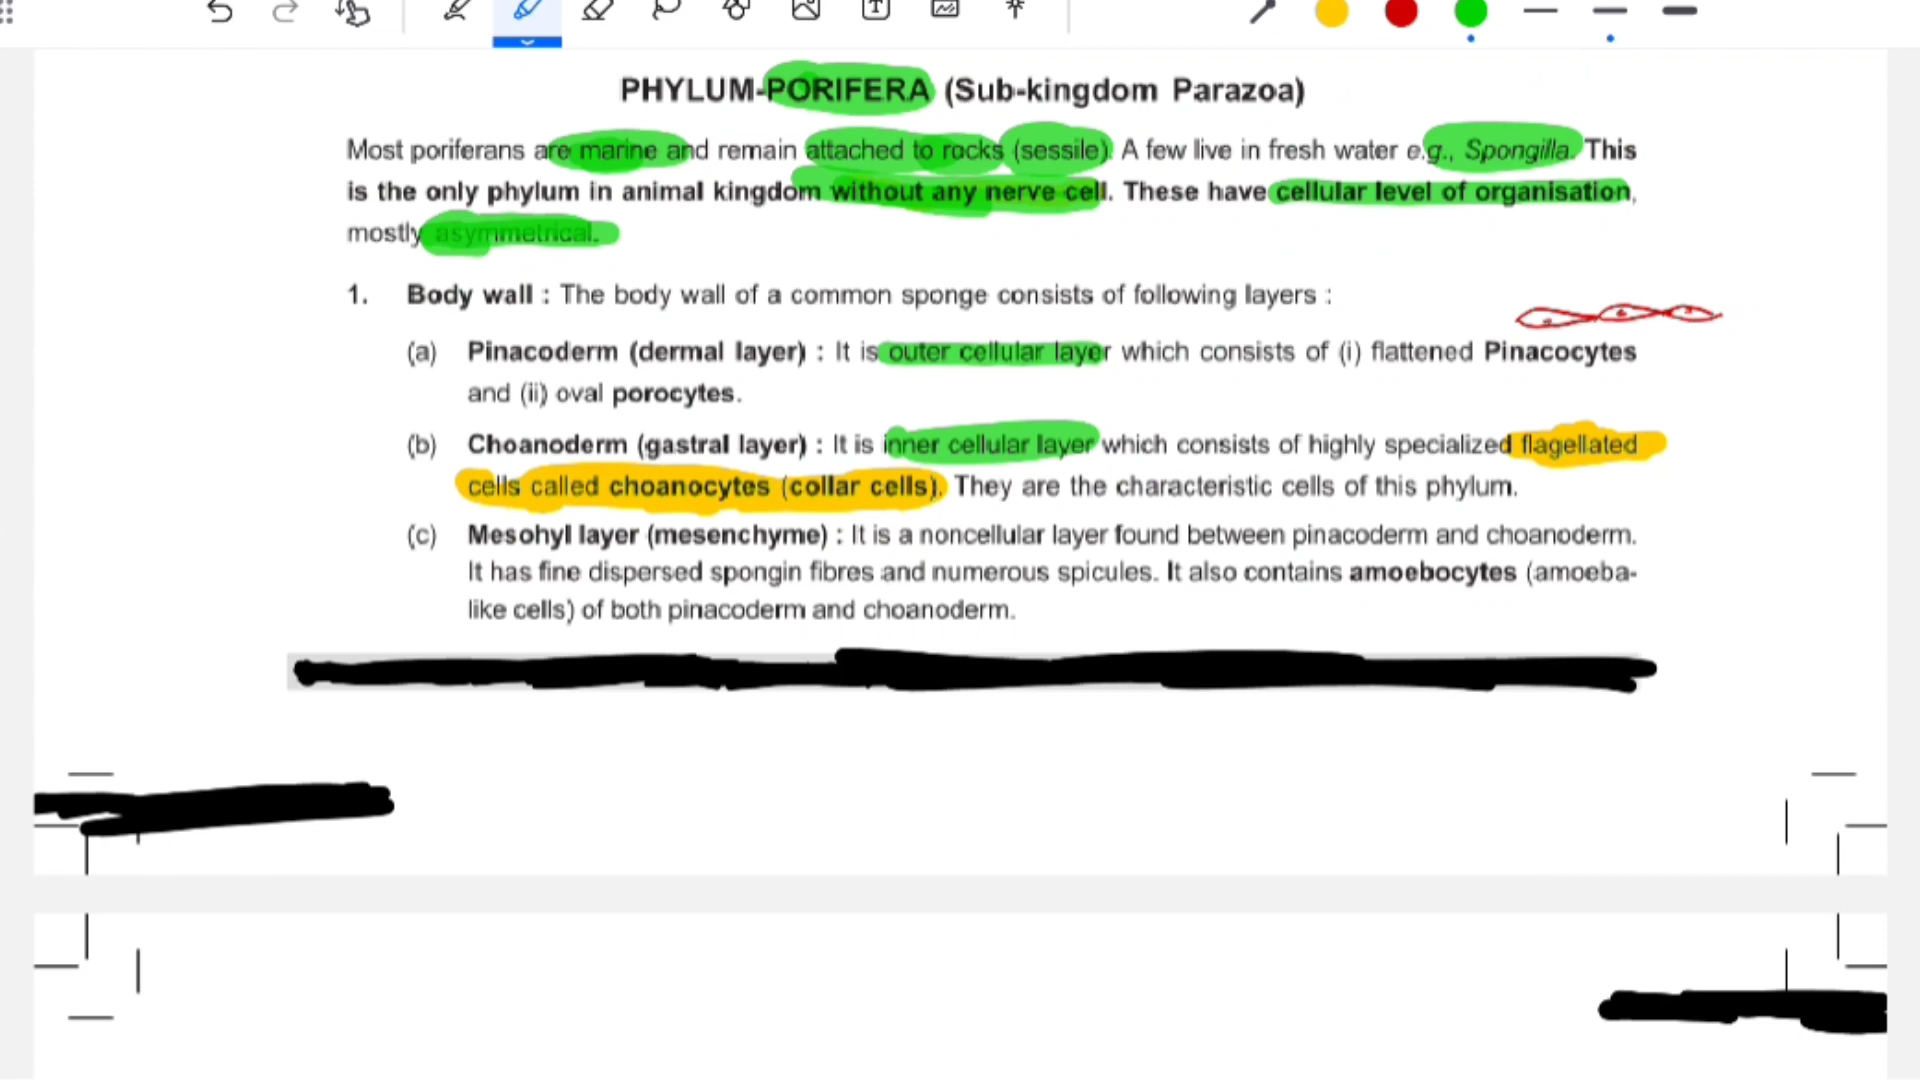 PHYLUM-PORIFERA (Sub-kingdom Parazoa)
Most poriferans are marine and remain attached to rocks (sessile). A few live in fresh water e.g., Spongilla. This
is the only phylum in animal kingdom without any nerve cell. These have cellular level of organisation,
mostly asymmetrical.
1. Body wall : The body wall of a common sponge consists of following layers :
(a) Pinacoderm (dermal layer) : It is outer cellular layer which consists of (i) flattened Pinacocytes
and (ii) oval porocytes.
(b) Choanoderm (gastral layer) : It is inner cellular layer which consists of highly specialized flagellated
cells called choanocytes (collar cells). They are the characteristic cells of this phylum.
(c) Mesohyl layer (mesenchyme) : It is a noncellular layer found between pinacoderm and choanoderm.
It has fine dispersed spongin fibres and numerous spicules. It also contains amoebocytes (amoeba-
like cells) of both pinacoderm and choanoderm.